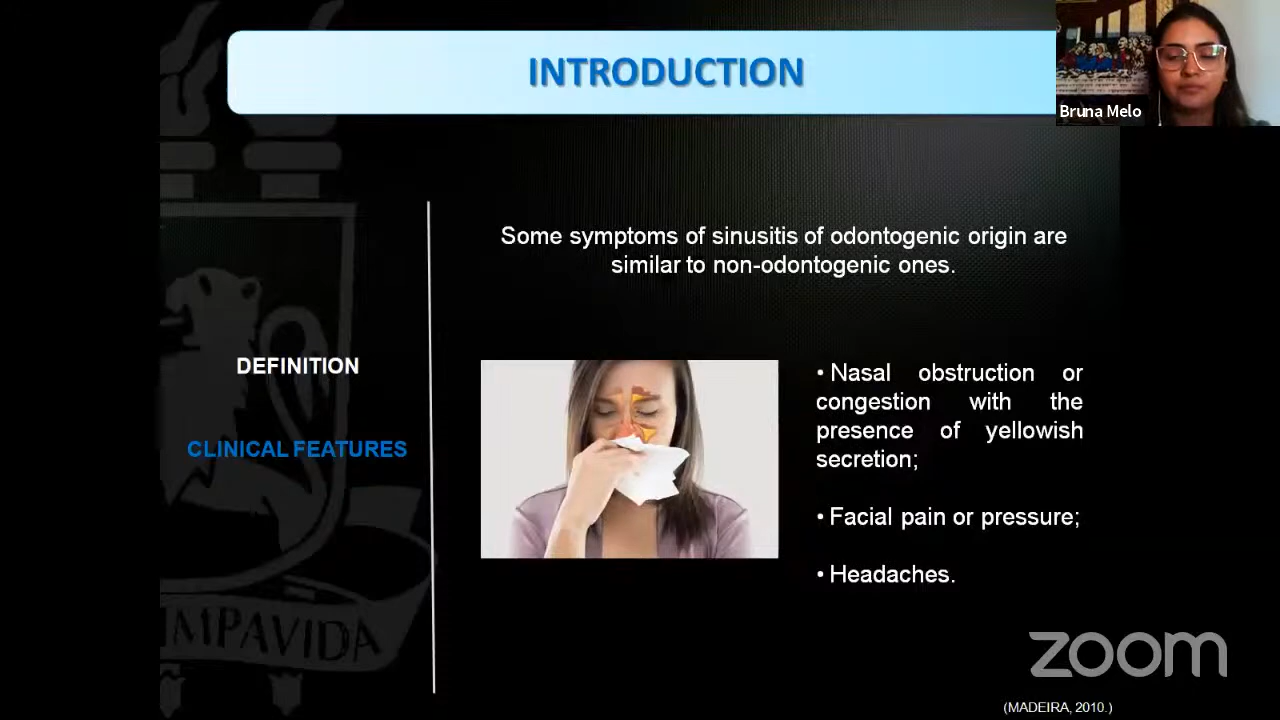 INTRODUCTION
Bruna Melo
Some symptoms of sinusitis of odontogenic origin are
similar to non-odontogenic ones.
DEFINITION
CLINICAL FEATURES
• Nasal obstruction or
congestion with the
presence of yellowish
secretion;
• Facial pain or pressure;
• Headaches.
IMPAVIDA
zoom
(MADEIRA, 2010.)